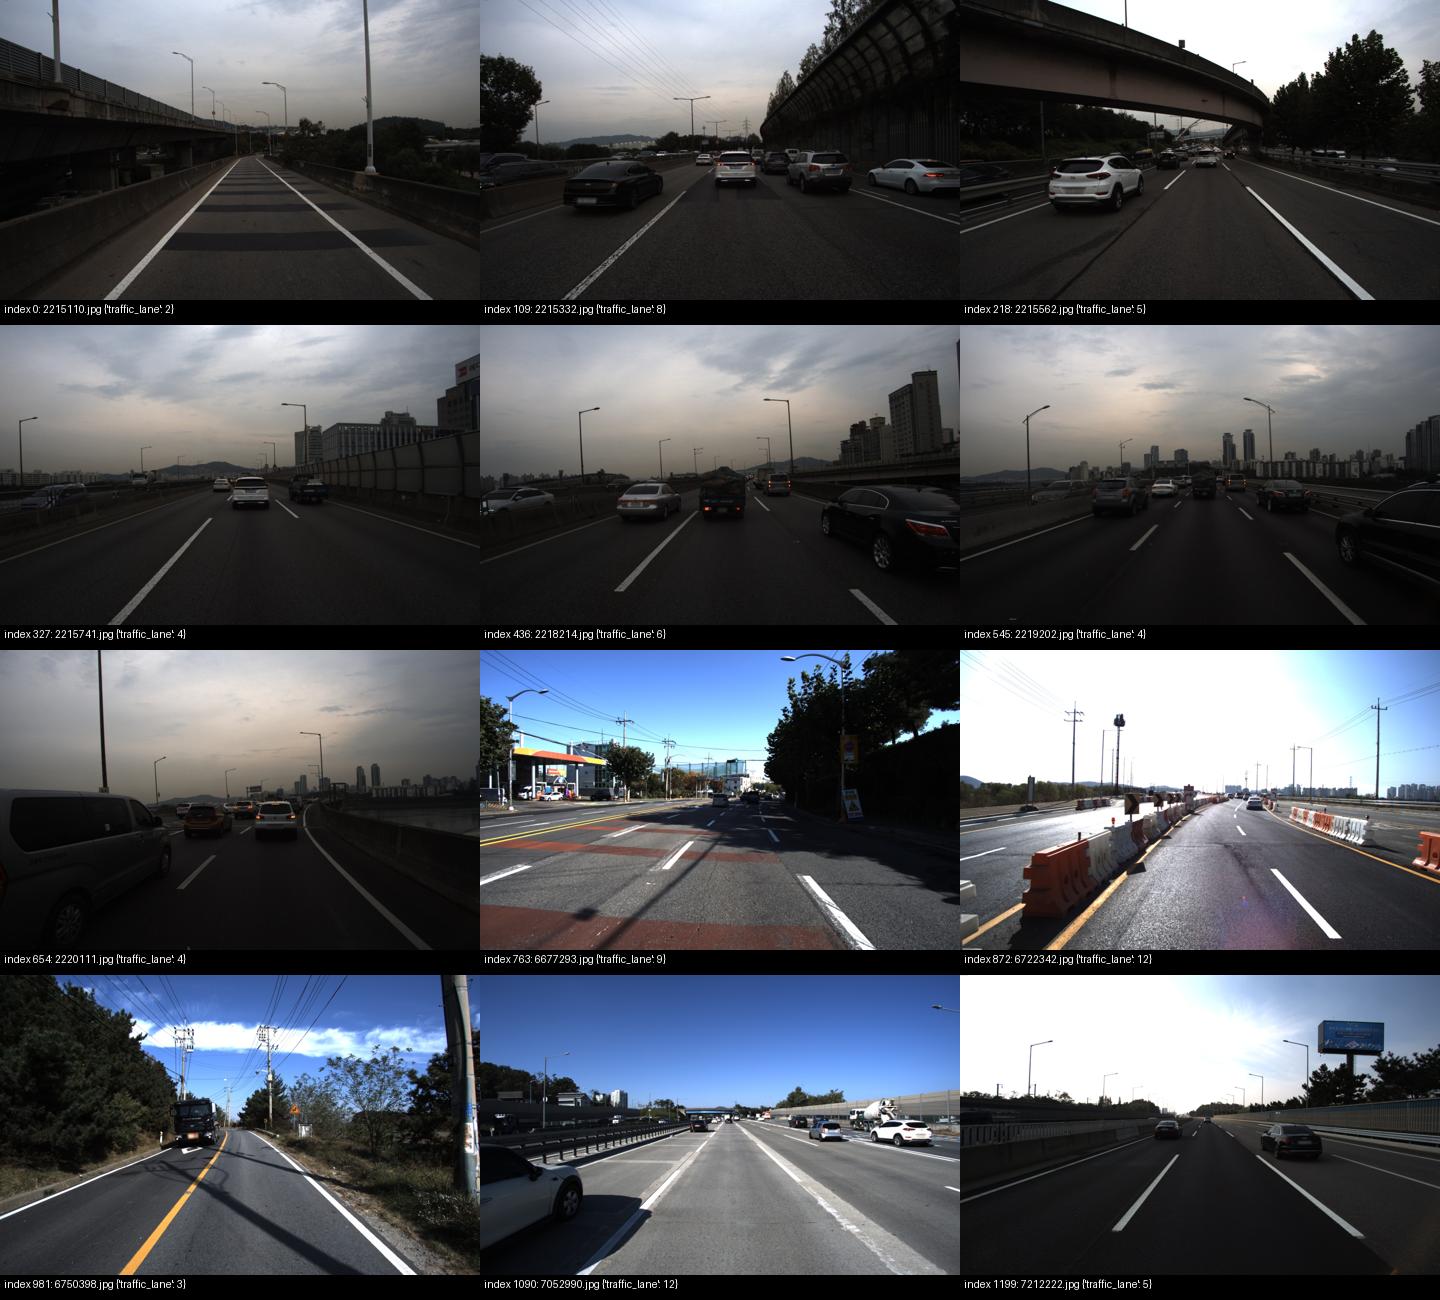 index 0: 2215110.jpg {'traffic_lane': 2}
index 109: 2215332.jpg {'traffic_lane': 8}
index 218: 2215562.jpg {'traffic_lane': 5}
index 327: 2215741.jpg {'traffic_lane': 4}
index 436: 2218214.jpg {'traffic_lane': 6}
index 545: 2219202.jpg {'traffic_lane': 4}
index 654: 2220111.jpg {'traffic_lane': 4}
index 763: 6677293.jpg {'traffic_lane': 9}
index 872: 6722342.jpg {'traffic_lane': 12}
index 981: 6750398.jpg {'traffic_lane': 3}
index 1090: 7052990.jpg {'traffic_lane': 12}
index 1199: 7212222.jpg {'traffic_lane': 5}